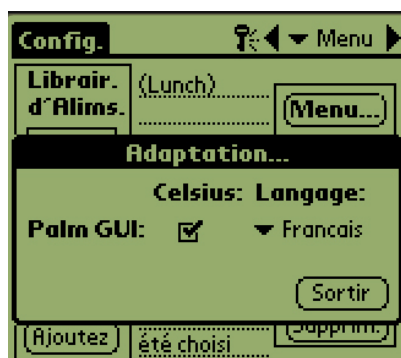 Config. Menu
Librair. (Lunch)
d'Alims. Menu...
Adaptation...
Celsius: Langage:
Palm GUI: Francais
Sortir
Ajoutez été choisi Supprim.